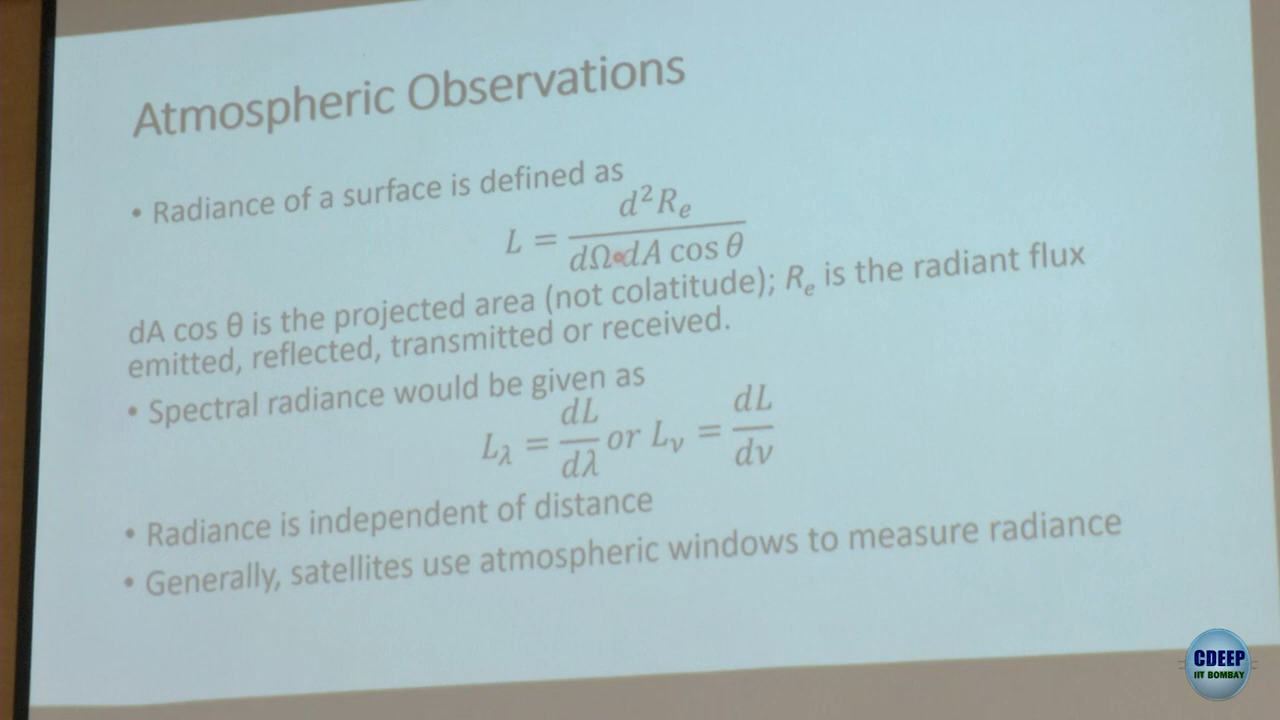 Atmospheric Observations
• Radiance of a surface is defined as
L = d²Rₑ / dΩ dA cos θ
dA cos θ is the projected area (not colatitude); Rₑ is the radiant flux
emitted, reflected, transmitted or received.
• Spectral radiance would be given as
L_λ = dL/dλ or L_ν = dL/dν
• Radiance is independent of distance
• Generally, satellites use atmospheric windows to measure radiance
CDEEP
IIT BOMBAY